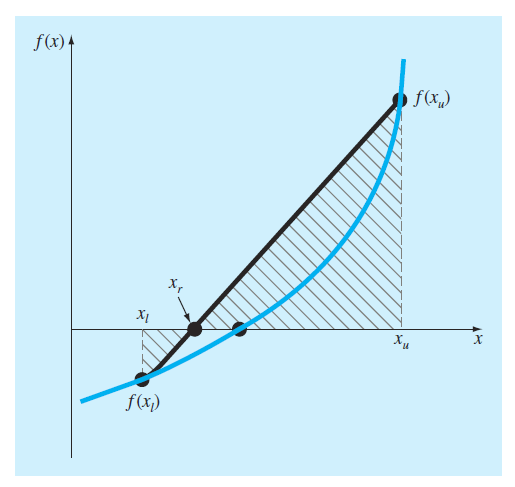 f(x)
f(x_u)
x_r
x_l
x_u
x
f(x_l)